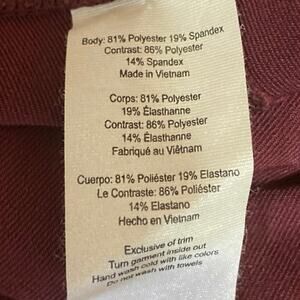 Body: 81% Polyester 19% Spandex
Contrast: 86% Polyester
14% Spandex
Made in Vietnam
Corps: 81% Polyester
19% Élasthanne
Contrast: 86% Polyester
14% Élasthanne
Fabriqué au Viêtnam
Cuerpo: 81% Poliéster 19% Elastano
Le Contraste: 86% Poliéster
14% Elastano
Hecho en Vietnam
Exclusive of trim
Turn garment inside out
Hand wash cold with like colors
Do not wash with towels